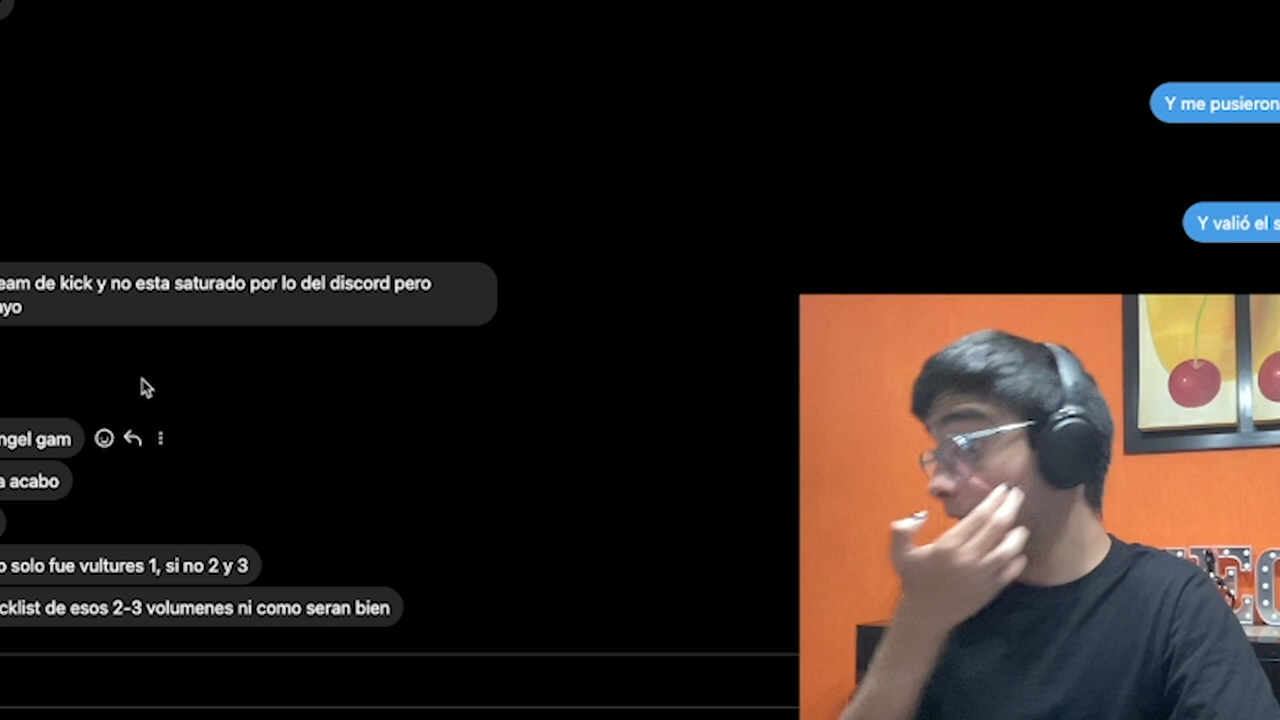 Y me pusieron
Y valió el s
eam de kick y no esta saturado por lo del discord pero
ayo
ngel gam
a acabo
o solo fue vultures 1, si no 2 y 3
cklist de esos 2-3 volumenes ni como seran bien